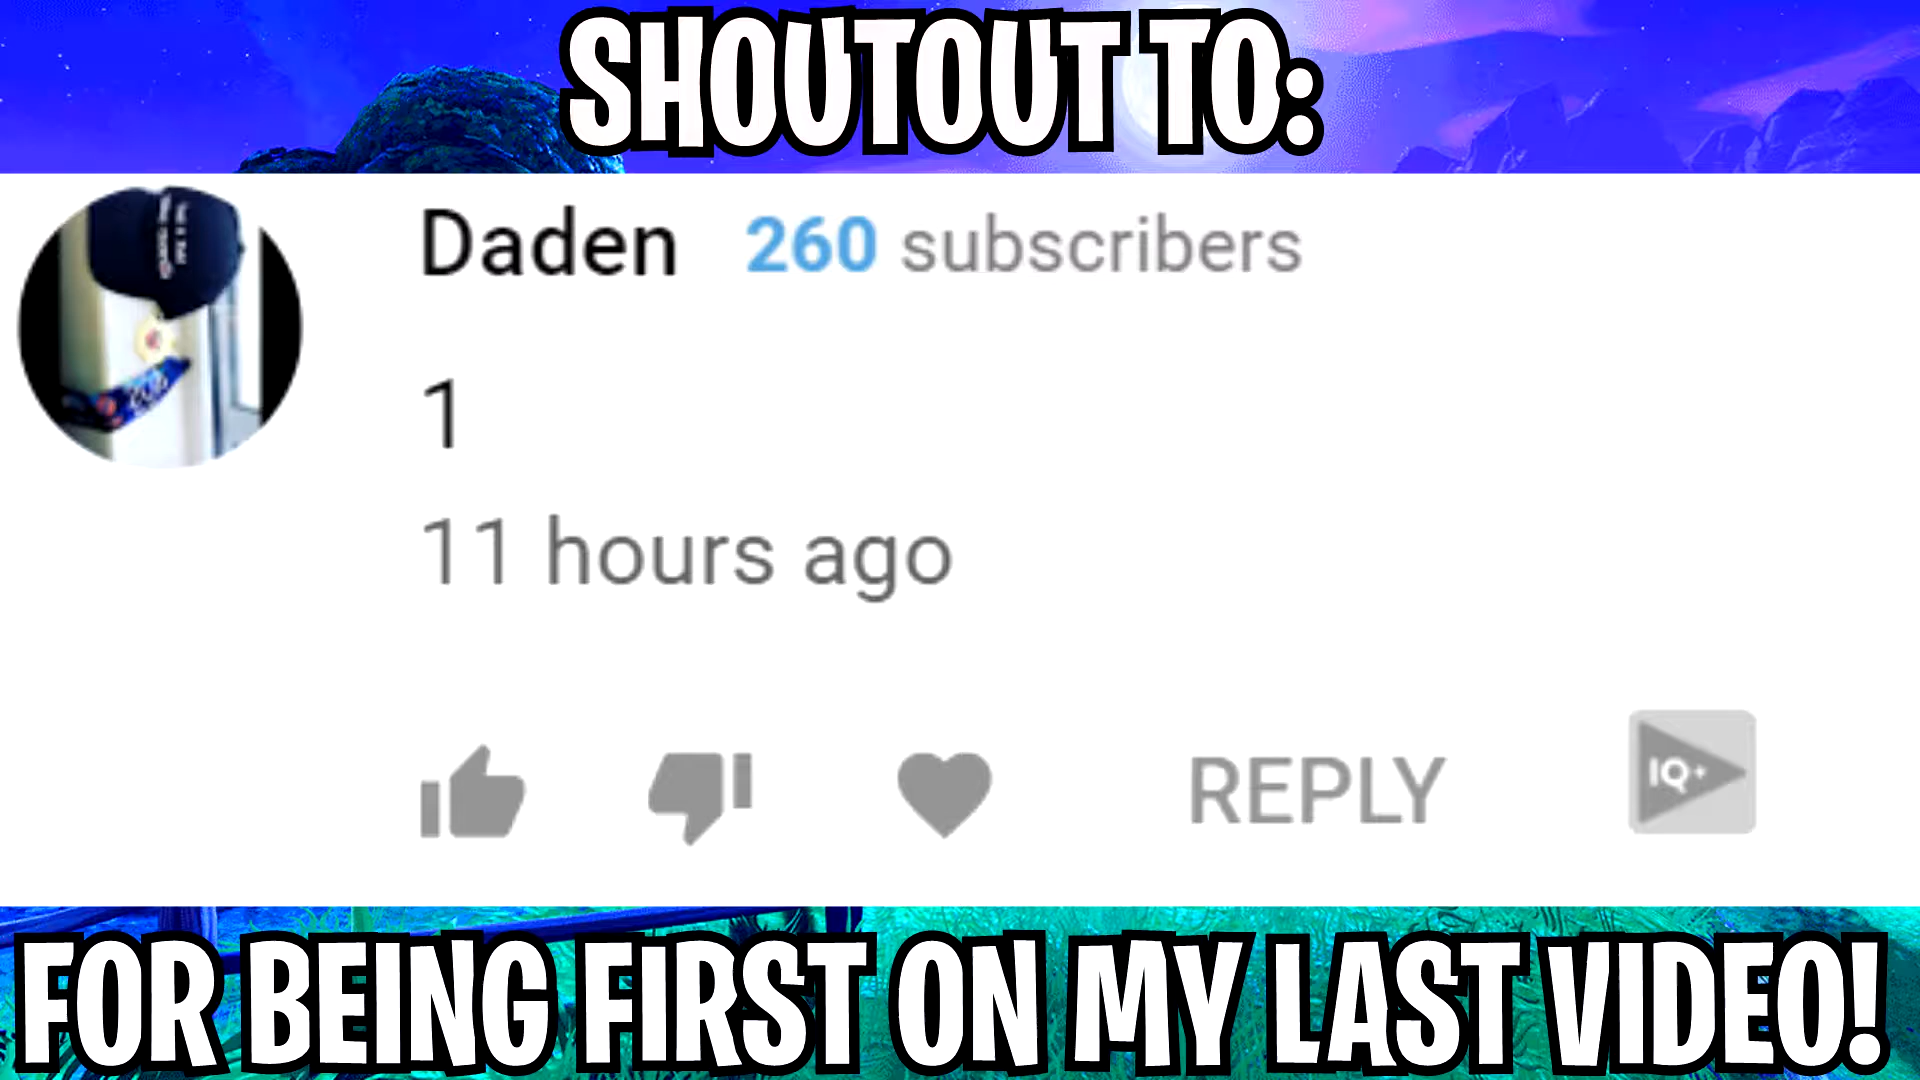 SHOUTOUT TO:
Daden 260 subscribers
1
11 hours ago
REPLY IQ+
FOR BEING FIRST ON MY LAST VIDEO!